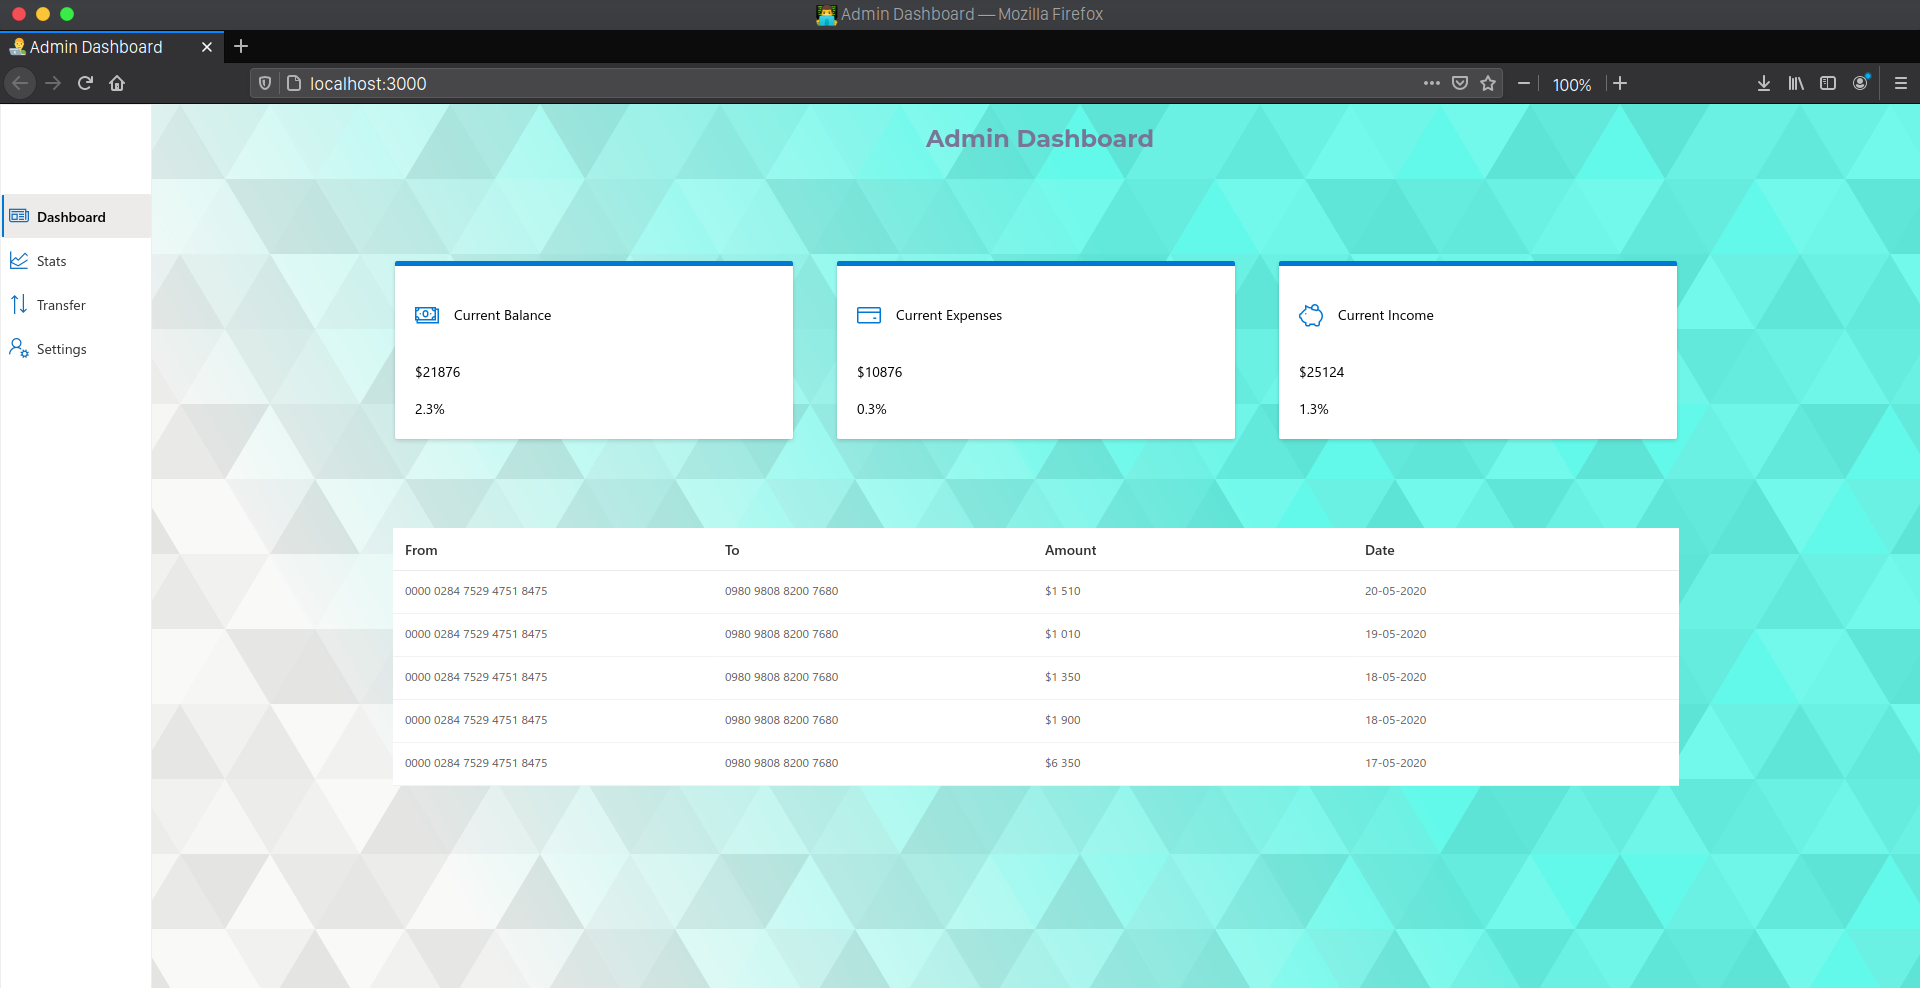 Admin Dashboard — Mozilla Firefox
Admin Dashboard
localhost:3000
100%
Admin Dashboard
Dashboard
Stats
Transfer
Settings
Current Balance
$21876
2.3%
Current Expenses
$10876
0.3%
Current Income
$25124
1.3%
From To Amount Date
0000 0284 7529 4751 8475 0980 9808 8200 7680 $1 510 20-05-2020
0000 0284 7529 4751 8475 0980 9808 8200 7680 $1 010 19-05-2020
0000 0284 7529 4751 8475 0980 9808 8200 7680 $1 350 18-05-2020
0000 0284 7529 4751 8475 0980 9808 8200 7680 $1 900 18-05-2020
0000 0284 7529 4751 8475 0980 9808 8200 7680 $6 350 17-05-2020